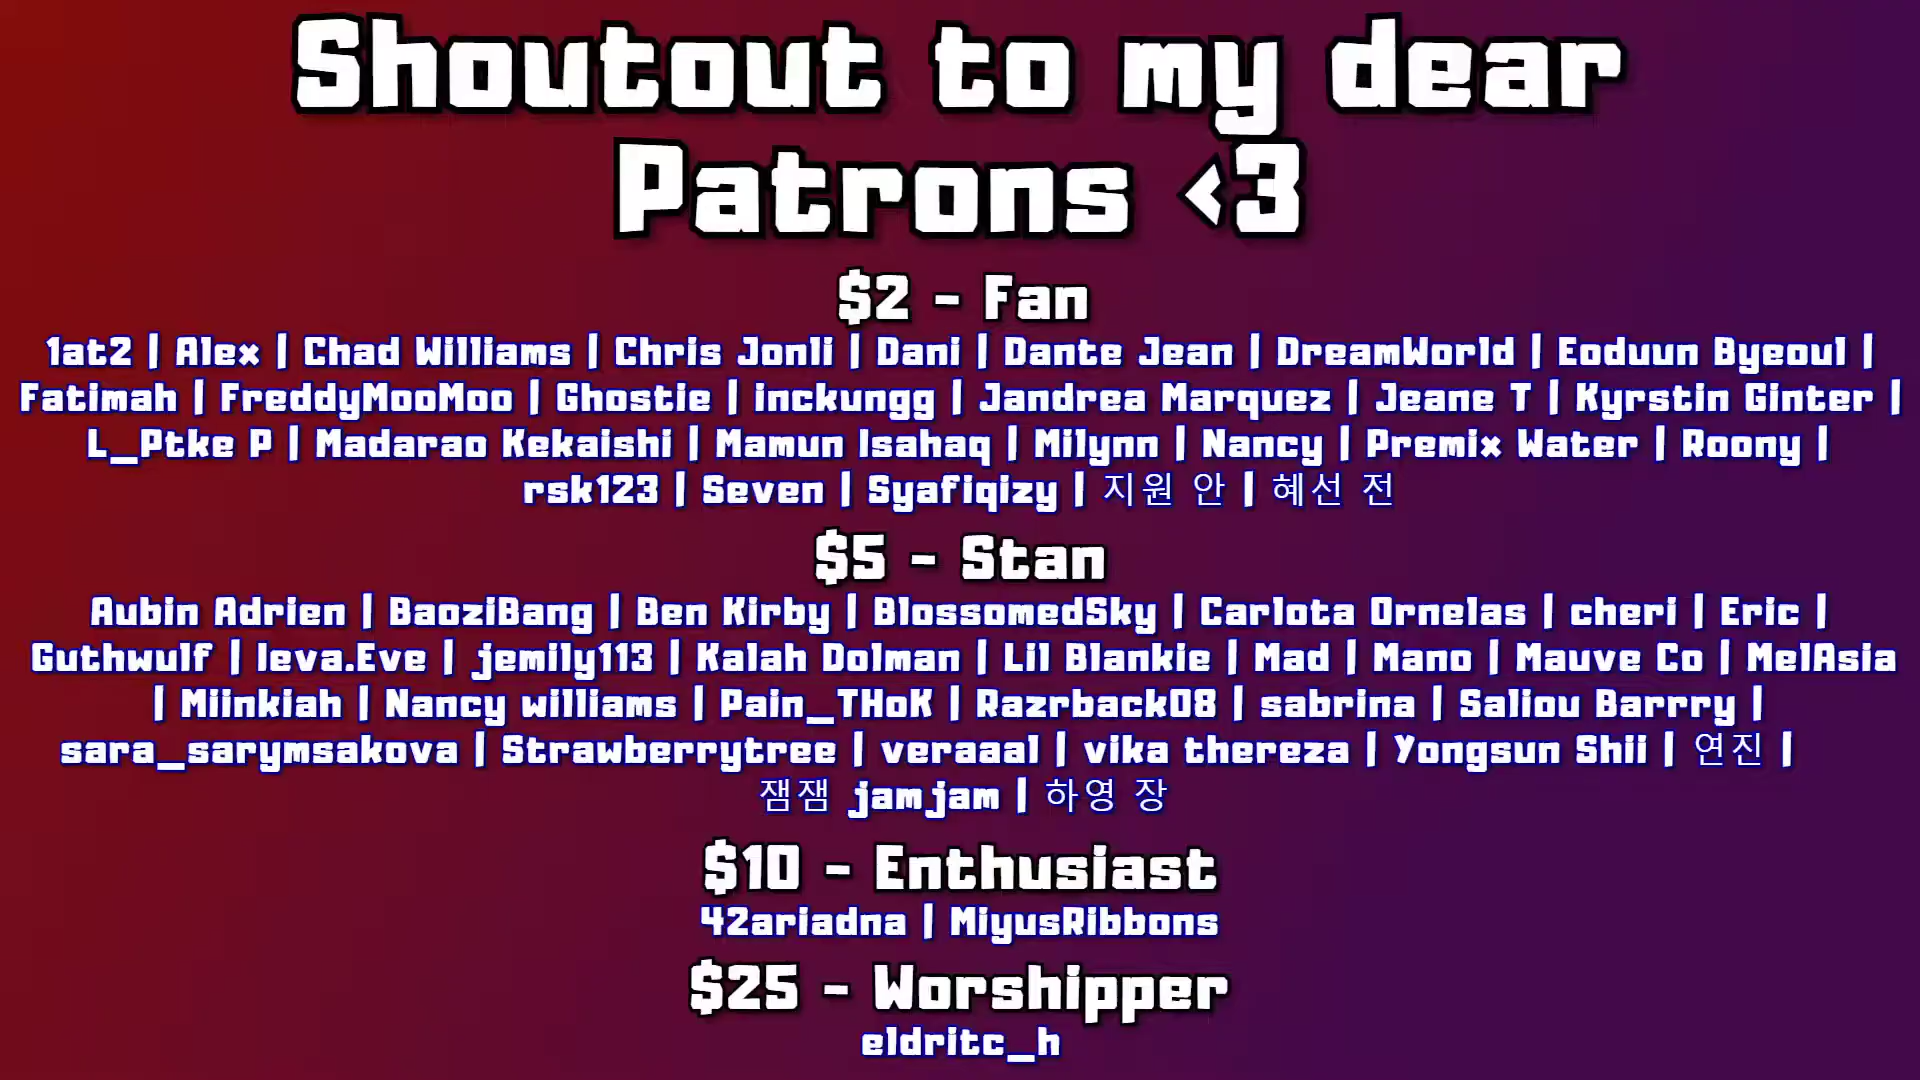 Shoutout to my dear
Patrons <3
$2 - Fan
1at2 | Alex | Chad Williams | Chris Jonli | Dani | Dante Jean | DreamWorld | Eoduun Byeoul |
Fatimah | FreddyMooMoo | Ghostie | inckungg | Jandrea Marquez | Jeane T | Kyrstin Ginter |
L_Ptke P | Madarao Kekaishi | Mamun Isahaq | Milynn | Nancy | Premix Water | Roony |
rsk123 | Seven | Syafiqizy | 지원 안 | 혜선 전
$5 - Stan
Aubin Adrien | BaoziBang | Ben Kirby | BlossomedSky | Carlota Ornelas | cheri | Eric |
Guthwulf | Ieva.Eve | jemily113 | Kalah Dolman | Lil Blankie | Mad | Mano | Mauve Co | MelAsia
| Miinkiah | Nancy williams | Pain_THoK | Razrback08 | sabrina | Saliou Barrry |
sara_sarymsakova | Strawberrytree | veraaal | vika thereza | Yongsun Shii | 연진 |
잼잼 jamjam | 하영 장
$10 - Enthusiast
42ariadna | MiyusRibbons
$25 - Worshipper
eldritc_h